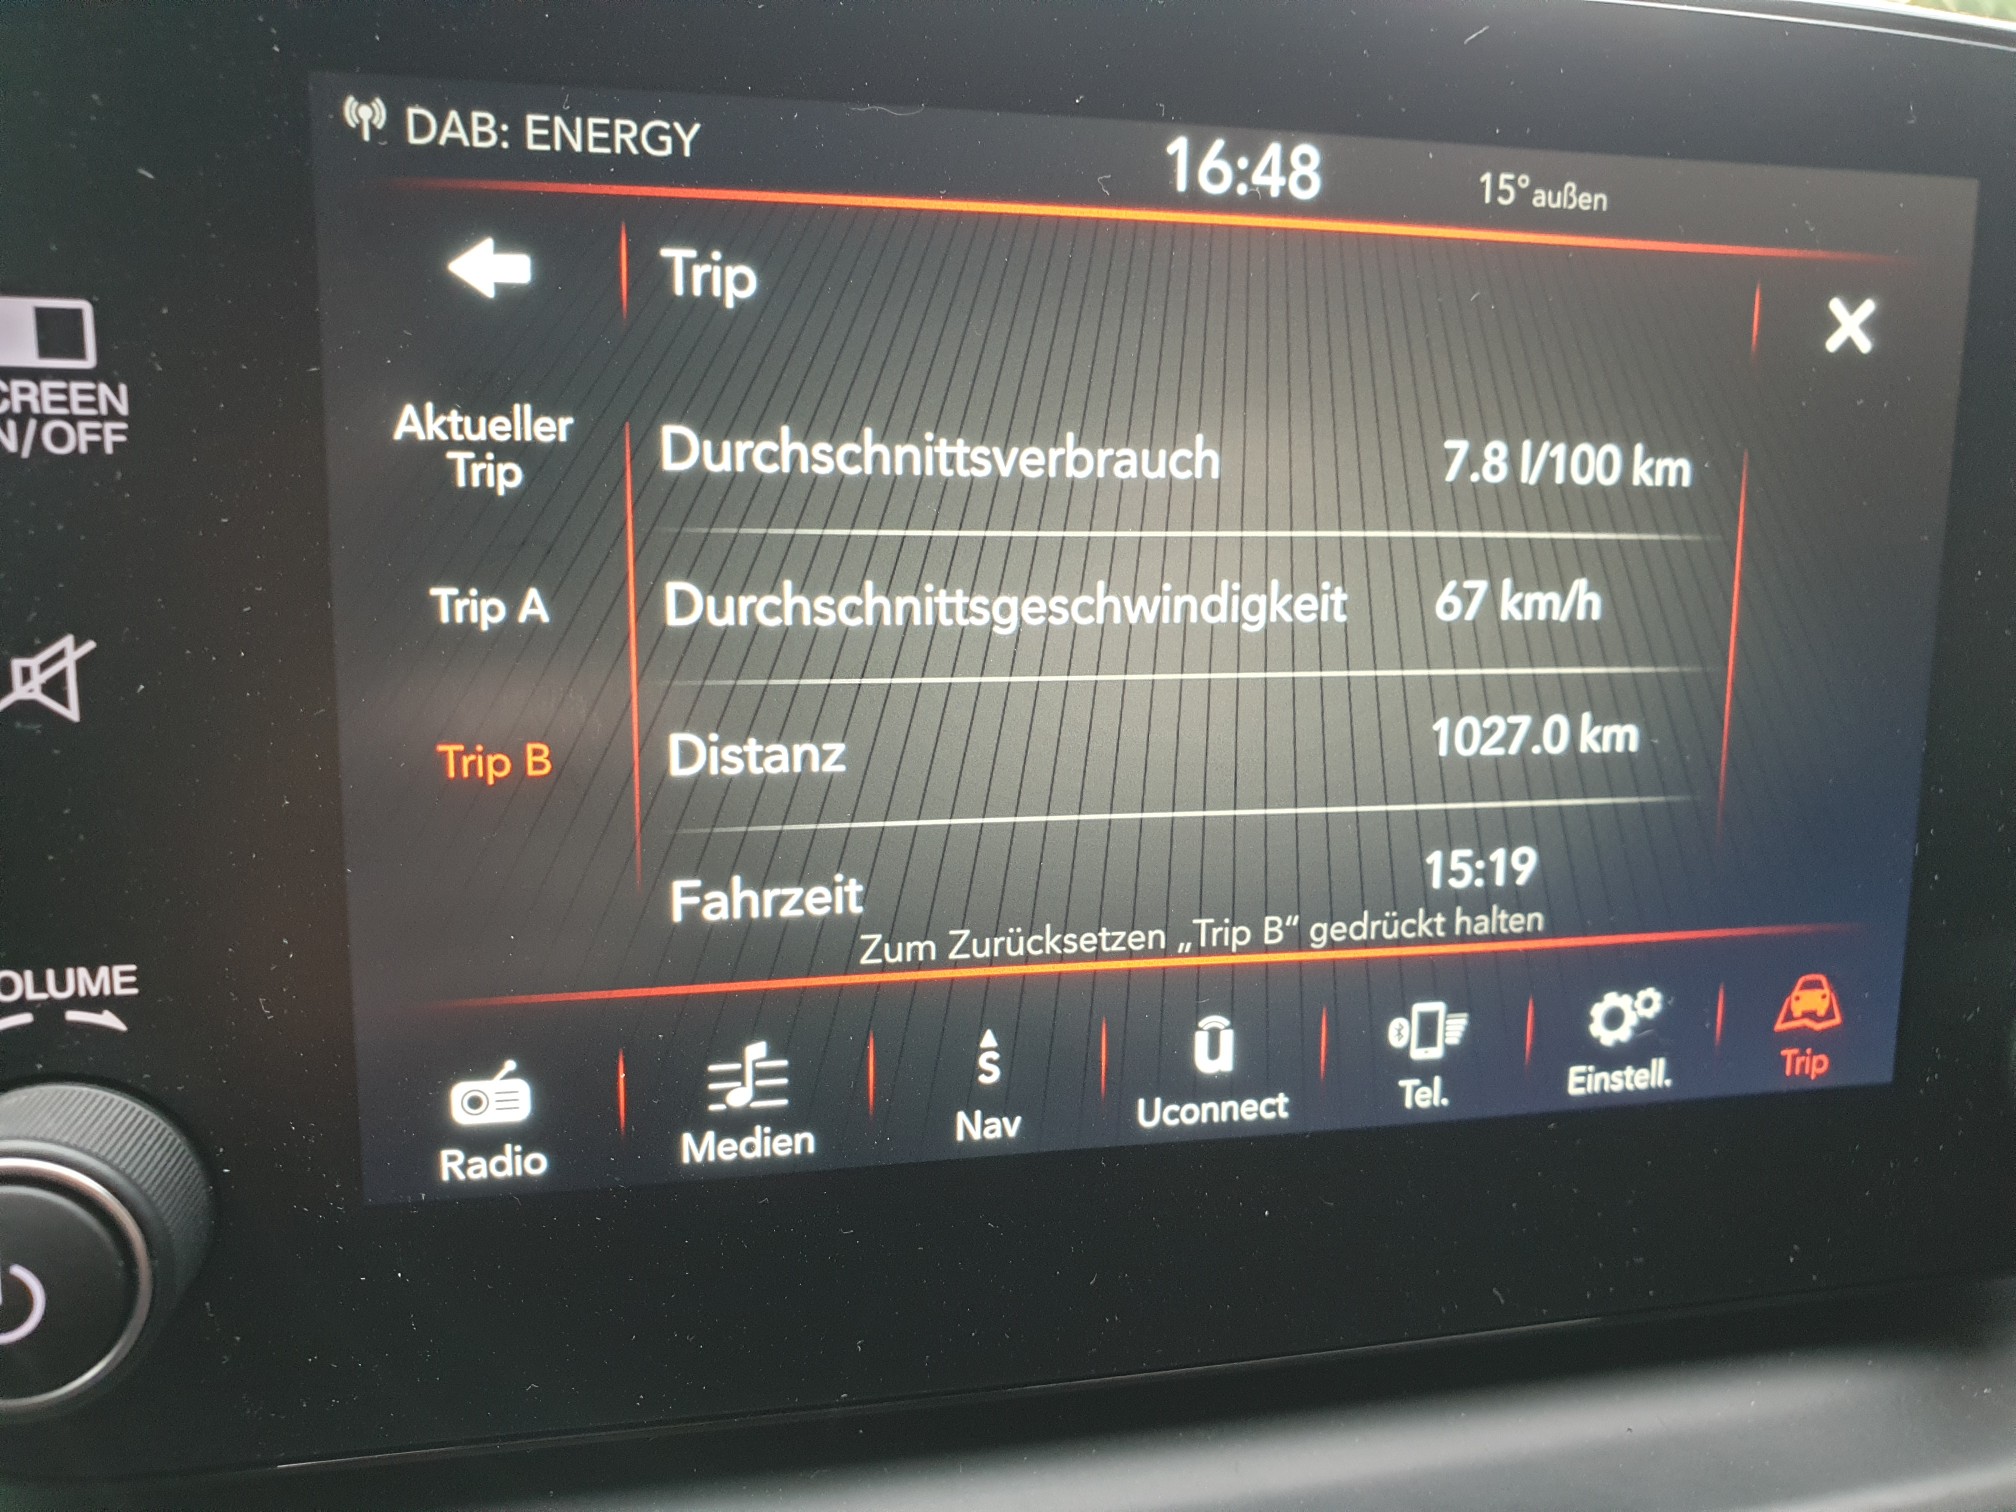 DAB: ENERGY
16:48
15° außen
Trip
CREEN
N/OFF
Aktueller
Trip
Durchschnittsverbrauch 7.8 l/100 km
Trip A
Durchschnittsgeschwindigkeit 67 km/h
Trip B
Distanz 1027.0 km
Fahrzeit 15:19
Zum Zurücksetzen „Trip B“ gedrückt halten
OLUME
Radio
Medien
S
Nav
u
Uconnect
Tel.
Einstell.
Trip